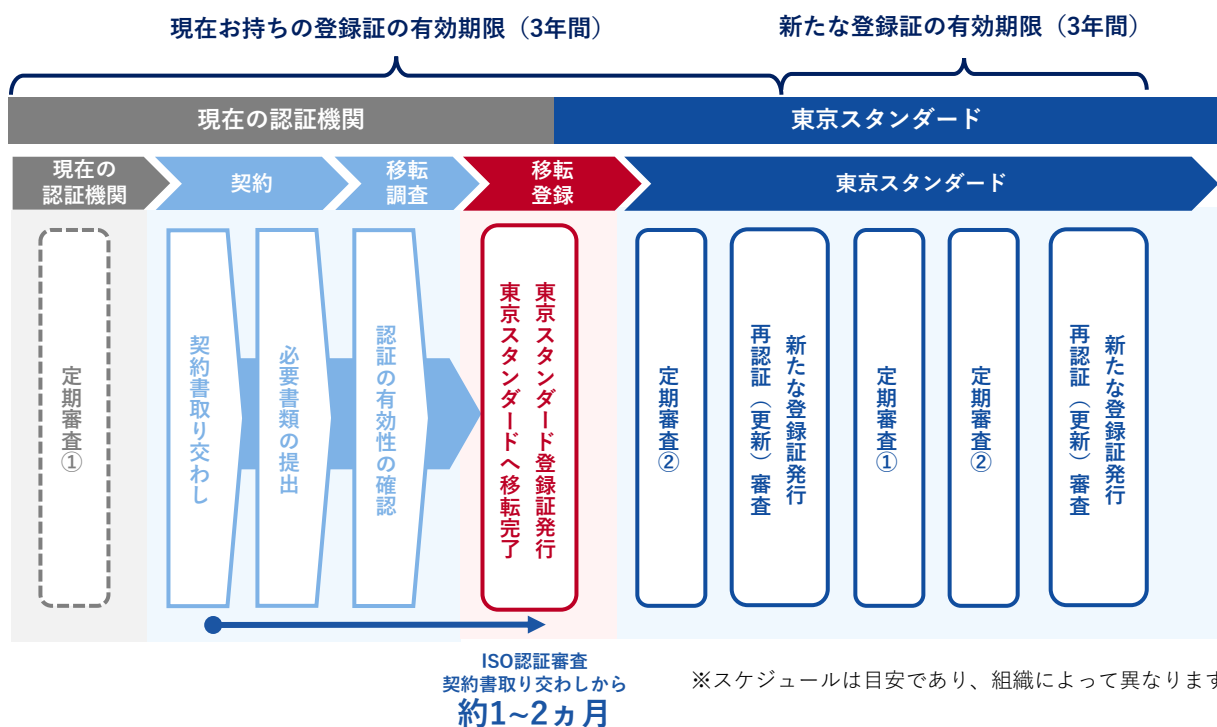 現在お持ちの登録証の有効期限（3年間）
新たな登録証の有効期限（3年間）
現在の認証機関
東京スタンダード
現在の
認証機関
契約
移転
調査
移転
登録
東京スタンダード
定期審査①
契約書取り交わし
必要書類の提出
認証の有効性の確認
東京スタンダード登録証発行
東京スタンダードへ移転完了
定期審査②
新たな登録証発行
再認証（更新）審査
定期審査①
定期審査②
新たな登録証発行
再認証（更新）審査
ISO認証審査
契約書取り交わしから
約1~2ヵ月
※スケジュールは目安であり、組織によって異なります